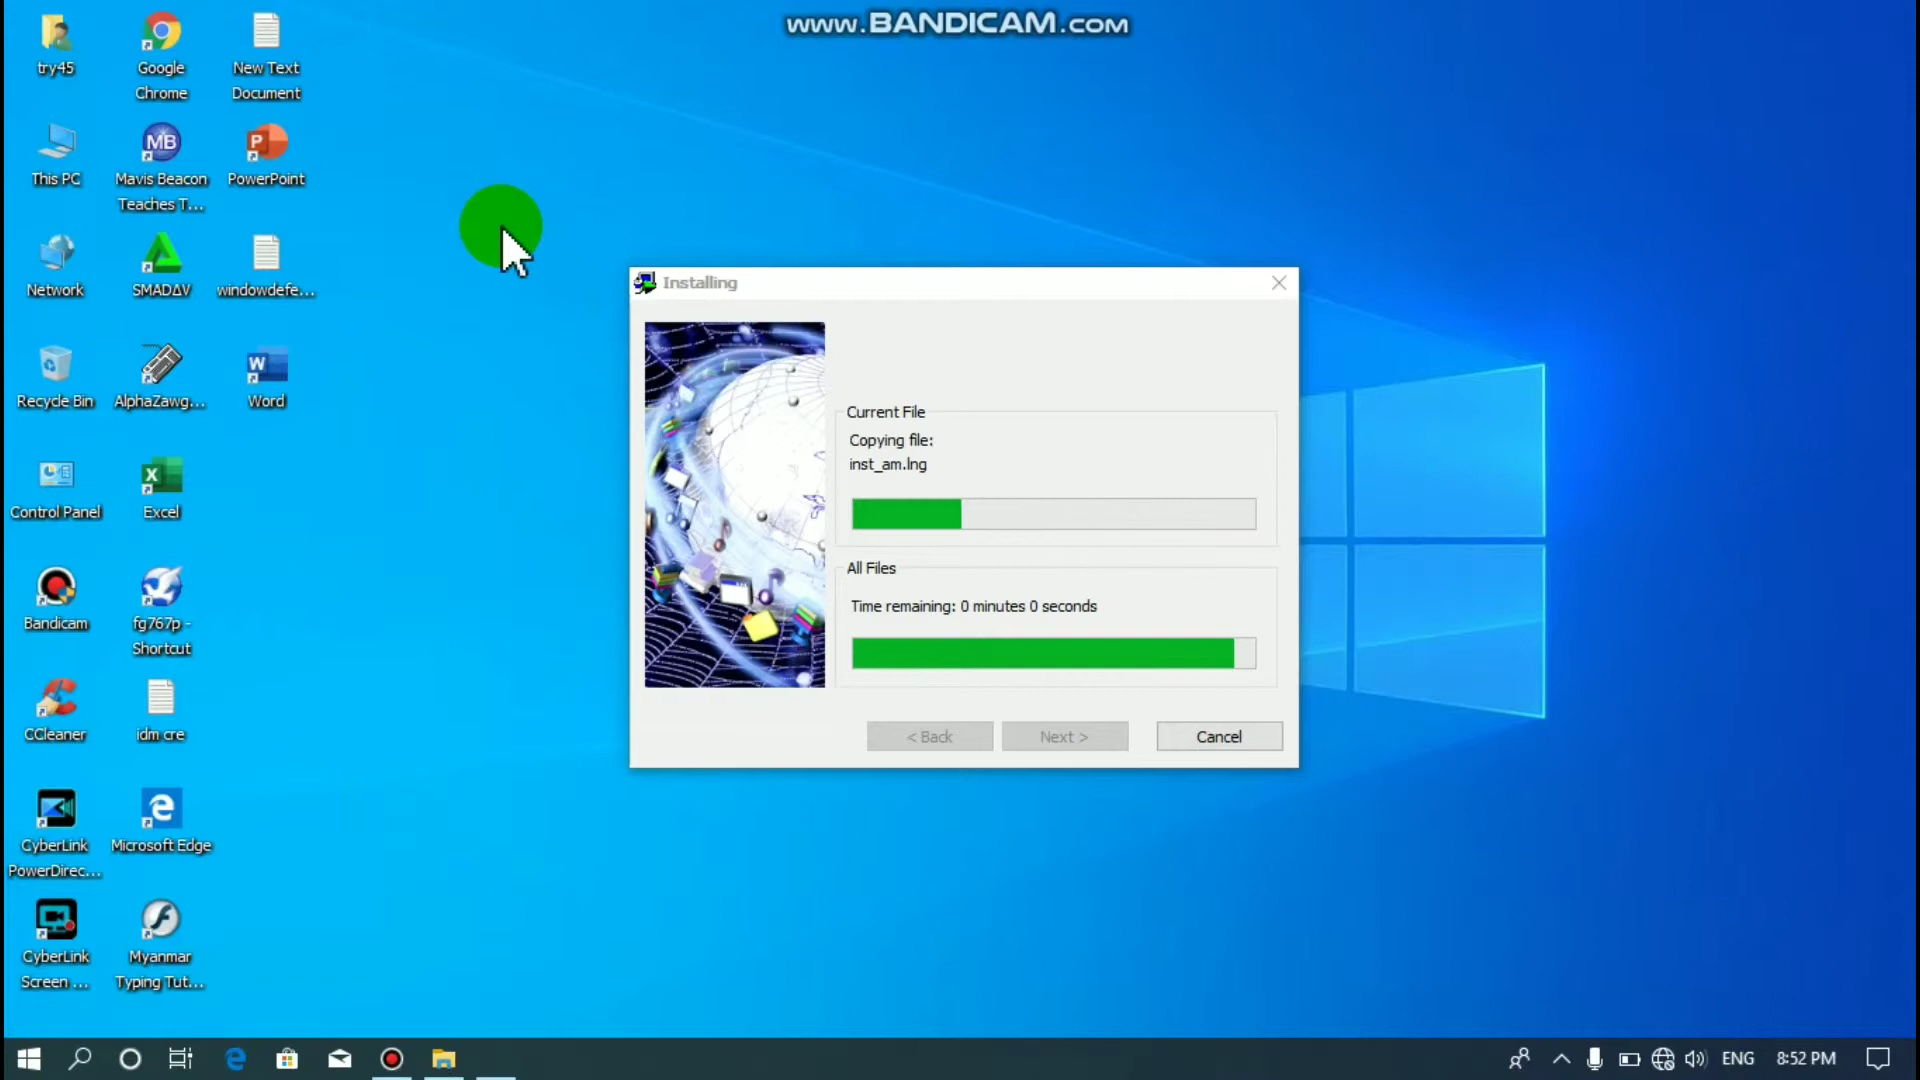 www.BANDICAM.com
try45
Google
Chrome
New Text
Document
This PC
Mavis Beacon
Teaches T...
PowerPoint
Network
SMADΔV
windowdefe...
Recycle Bin
AlphaZawg...
Word
Control Panel
Excel
Bandicam
fg767p -
Shortcut
CCleaner
idm cre
CyberLink
PowerDirec...
Microsoft Edge
CyberLink
Screen ...
Myanmar
Typing Tut...
Installing
Current File
Copying file:
inst_am.lng
All Files
Time remaining: 0 minutes 0 seconds
< Back
Next >
Cancel
ENG
8:52 PM